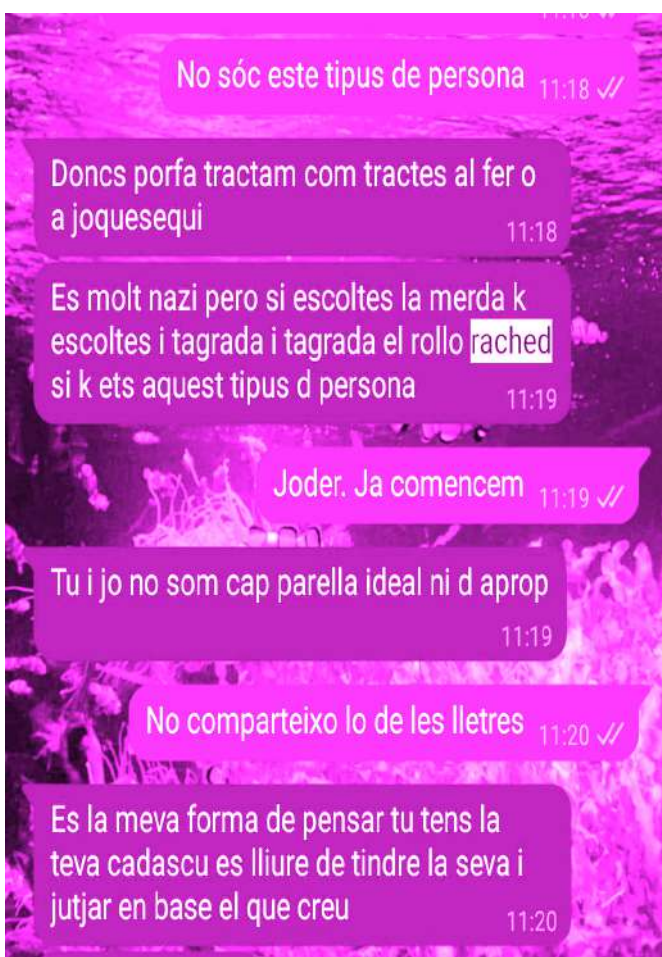 No sóc este tipus de persona 11:18
Doncs porfa tractam com tractes al fer o
a joquesequi
11:18
Es molt nazi pero si escoltes la merda k
escoltes i tagrada i tagrada el rollo rached
si k ets aquest tipus d persona
11:19
Joder. Ja comencem 11:19
Tu i jo no som cap parella ideal ni d aprop
11:19
No comparteixo lo de les lletres 11:20
Es la meva forma de pensar tu tens la
teva cadascu es lliure de tindre la seva i
jutjar en base el que creu
11:20